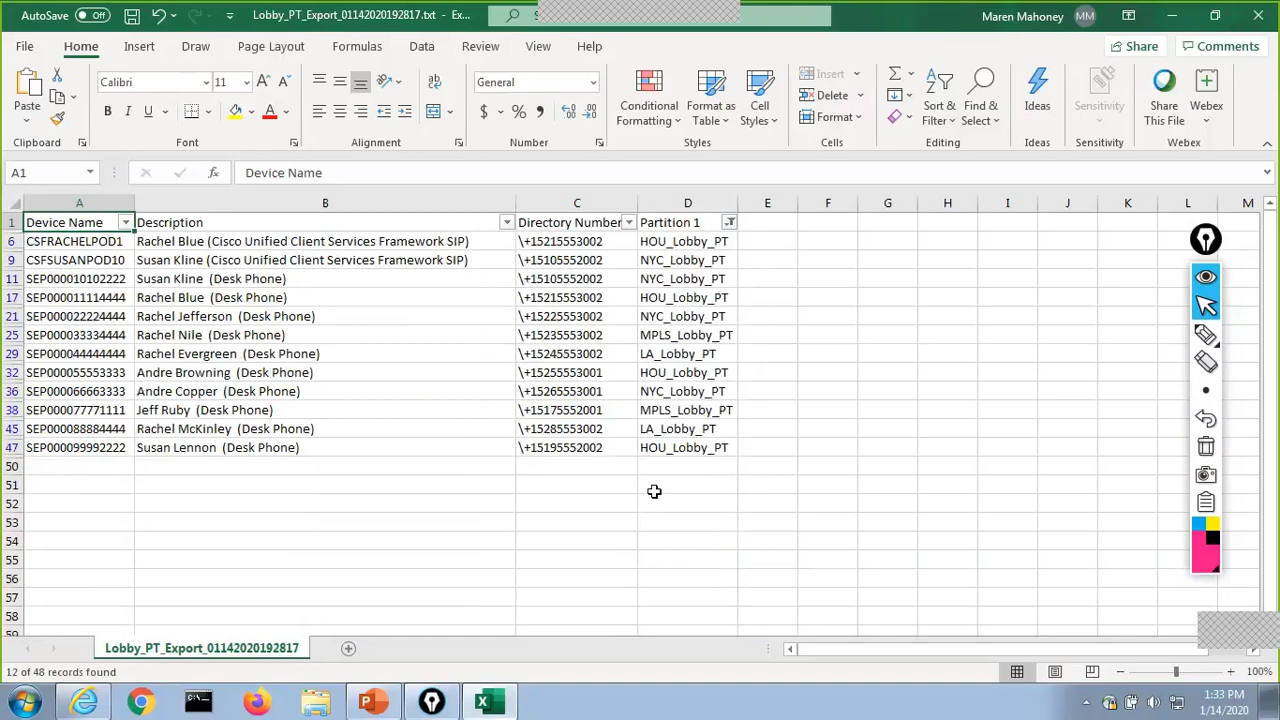 AutoSave Off Lobby_PT_Export_01142020192817.txt - Ex... Maren Mahoney MM
File Home Insert Draw Page Layout Formulas Data Review View Help Share Comments
Paste
Clipboard
Calibri 11
B I U A
Font
Alignment
General
$ % 9
Number
Conditional Formatting
Format as Table
Cell Styles
Styles
Insert
Delete
Format
Cells
Sort & Filter
Find & Select
Editing
Ideas
Ideas
Sensitivity
Sensitivity
Share This File
Webex
Webex
A1 fx Device Name
A B C D E F G H I J K L M
1 Device Name Description Directory Number Partition 1
6 CSFRACHELPOD1 Rachel Blue (Cisco Unified Client Services Framework SIP) \+15215553002 HOU_Lobby_PT
9 CSFSUSANPOD10 Susan Kline (Cisco Unified Client Services Framework SIP) \+15105552002 NYC_Lobby_PT
11 SEP000010102222 Susan Kline (Desk Phone) \+15105552002 NYC_Lobby_PT
17 SEP000011114444 Rachel Blue (Desk Phone) \+15215553002 HOU_Lobby_PT
21 SEP000022224444 Rachel Jefferson (Desk Phone) \+15225553002 NYC_Lobby_PT
25 SEP000033334444 Rachel Nile (Desk Phone) \+15235553002 MPLS_Lobby_PT
29 SEP000044444444 Rachel Evergreen (Desk Phone) \+15245553002 LA_Lobby_PT
32 SEP000055553333 Andre Browning (Desk Phone) \+15255553001 HOU_Lobby_PT
36 SEP000066663333 Andre Copper (Desk Phone) \+15265553001 NYC_Lobby_PT
38 SEP000077771111 Jeff Ruby (Desk Phone) \+15175552001 MPLS_Lobby_PT
45 SEP000088884444 Rachel McKinley (Desk Phone) \+15285553002 LA_Lobby_PT
47 SEP000099992222 Susan Lennon (Desk Phone) \+15195552002 HOU_Lobby_PT
50
51
52
53
54
55
56
57
58
59
Lobby_PT_Export_01142020192817
12 of 48 records found 100%
1:33 PM
1/14/2020